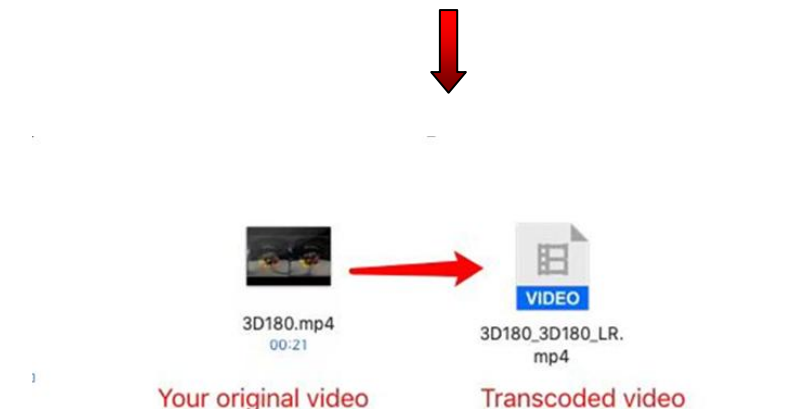 VIDEO
3D180.mp4
00:21
3D180_3D180_LR.
mp4
Your original video
Transcoded video